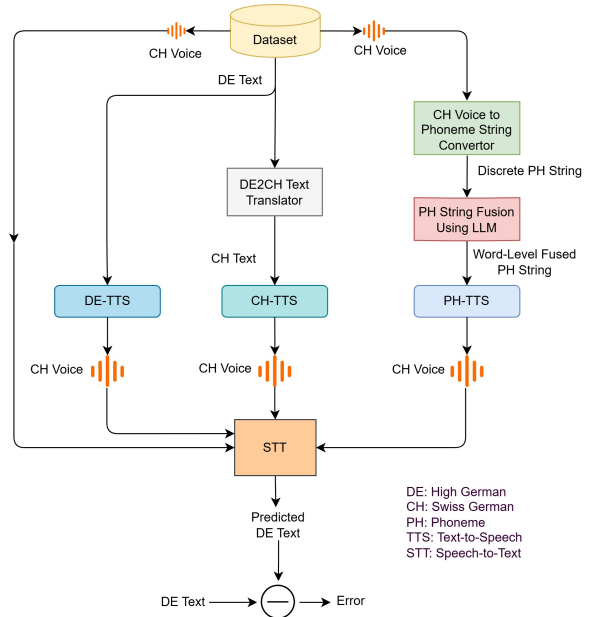 Dataset
CH Voice
CH Voice
DE Text
CH Voice to
Phoneme String
Convertor
Discrete PH String
DE2CH Text
Translator
PH String Fusion
Using LLM
CH Text
Word-Level Fused
PH String
DE-TTS
CH-TTS
PH-TTS
CH Voice
CH Voice
CH Voice
STT
Predicted
DE Text
DE: High German
CH: Swiss German
PH: Phoneme
TTS: Text-to-Speech
STT: Speech-to-Text
DE Text
Error